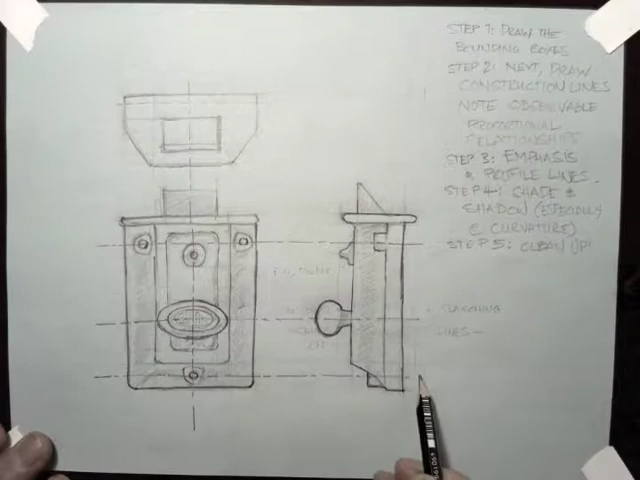 STEP 1: DRAW THE
BOUNDING BOXES
STEP 2: NEXT, DRAW
CONSTRUCTION LINES
NOTE OBSERVABLE
PROPORTIONAL
RELATIONSHIPS
STEP 3: EMPHASIS
& PROFILE LINES.
STEP 4: SHADE &
SHADOW (ESPECIALLY
@ CURVATURE)
STEP 5: CLEAN UP!
LINES -